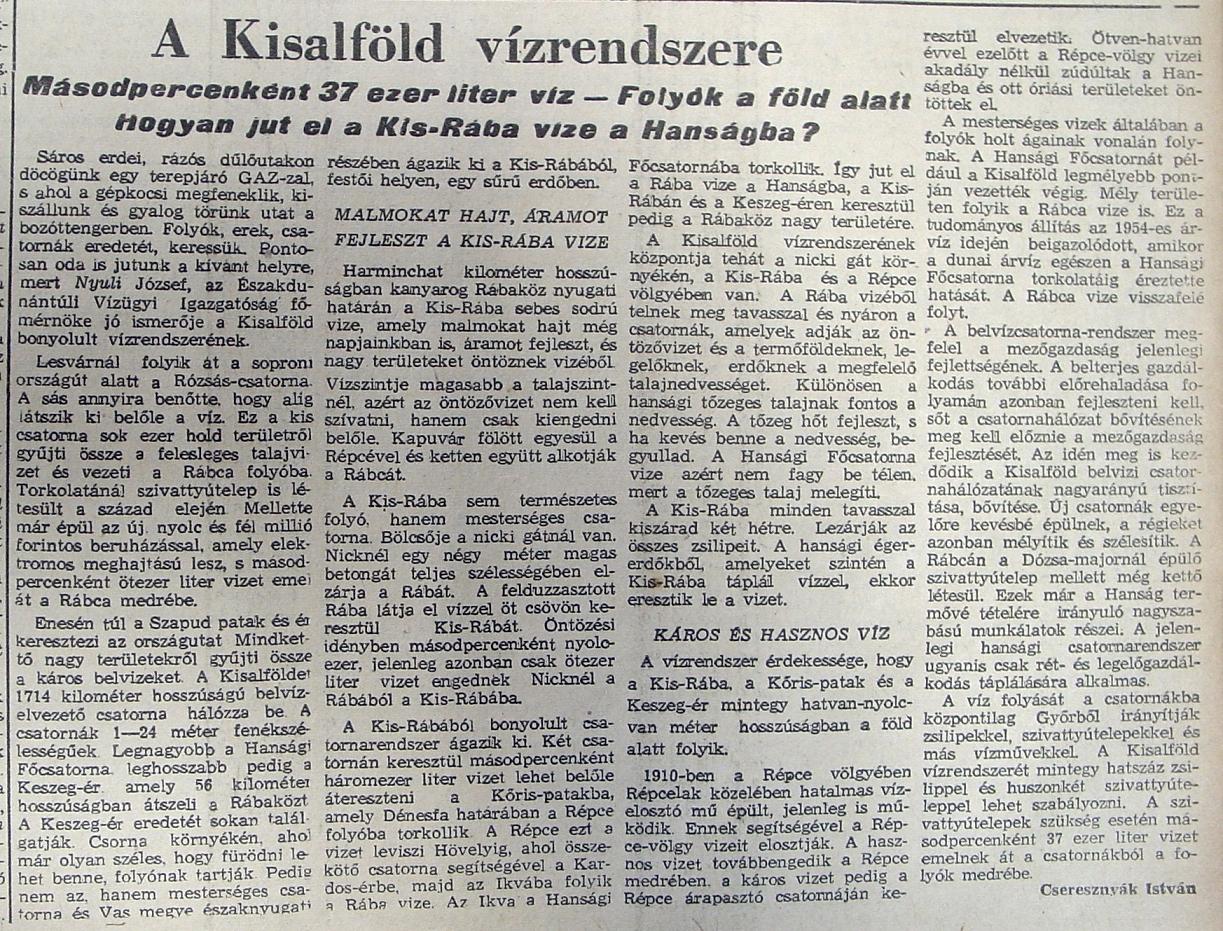 A Kisalföld vízrendszere
Másodpercenként 37 ezer liter víz — Folyók a föld alatt
Hogyan jut el a Kis-Rába vize a Hanságba?
Sáros erdei, rázós dűlőutakon
döcögünk egy terepjáró GAZ-zal,
s ahol a gépkocsi megfeneklik, ki-
szállunk és gyalog törünk utat a
bozóttengerben. Folyók, erek, csa-
tornák eredetét, keressük. Ponto-
san oda is jutunk a kívánt helyre,
mert Nyuli József, az Északdu-
nántúli Vízügyi Igazgatóság fő-
mérnöke jó ismerője a Kisalföld
bonyolult vízrendszerének.
Lesvárnál folyik át a soproni
országút alatt a Rózsás-csatorna.
A sás annyira benőtte, hogy alig
látszik ki belőle a víz. Ez a kis
csatorna sok ezer hold területről
gyűjti össze a felesleges talajvi-
zet és vezeti a Rábca folyóba.
Torkolatánál szivattyútelep is lé-
tesült a század elején Mellette
már épül az új, nyolc és fél millió
forintos beruházással, amely elek-
tromos meghajtású lesz, s másod-
percenként ötezer liter vizet emel
át a Rábca medrébe.
Enesén túl a Szapud patak és ér
keresztezi az országutat Mindket-
tő nagy területekről gyűjti össze
a káros belvizeket. A Kisalföldet
1714 kilométer hosszúságú belvíz-
elvezető csatorna hálózza be. A
csatornák 1—24 méter fenékszé-
lességűek. Legnagyobb a Hansági
Főcsatorna, leghosszabb pedig a
Keszeg-ér, amely 56 kilométer
hosszúságban átszeli a Rábaközt
A Keszeg-ér eredetét sokan talál-
gatják. Csorna környékén, ahol
már olyan széles, hogy fürödni le-
het benne, folyónak tartják. Pedig
nem az, hanem mesterséges csa-
torna és Vas megye északnyugati
részében ágazik ki a Kis-Rábából,
festői helyen, egy sűrű erdőben.
MALMOKAT HAJT, ÁRAMOT
FEJLESZT A KIS-RÁBA VIZE
Harminchat kilométer hosszú-
ságban kanyarog Rábaköz nyugati
határán a Kis-Rába sebes sodrú
vize, amely malmokat hajt még
napjainkban is, áramot fejleszt, és
nagy területeket öntöznek vizéből
Vízszintje magasabb a talajszint-
nél, azért az öntözővizet nem kell
szívatni, hanem csak kiengedni
belőle. Kapuvár fölött egyesül a
Répcével és ketten együtt alkotják
a Rábcát.
A Kis-Rába sem természetes
folyó, hanem mesterséges csa-
torna. Bölcsője a nicki gátnál van.
Nicknél egy négy méter magas
betongát teljes szélességében el-
zárja a Rábát. A felduzzasztott
Rába látja el vízzel öt csövön ke-
resztül Kis-Rábát. Öntözési
idényben másodpercenként nyolc-
ezer, jelenleg azonban csak ötezer
liter vizet engednek Nicknél a
Rábából a Kis-Rábába.
A Kis-Rábából bonyolult csa-
tornarendszer ágazik ki. Két csa-
tornán keresztül másodpercenként
háromezer liter vizet lehet belőle
átereszteni a Kőris-patakba,
amely Dénesfa határában a Répce
folyóba torkollik. A Répce ezt a
vizet leviszi Hövelyig, ahol össze-
kötő csatorna segítségével a Kar-
dos-érbe, majd az Ikvába folyik
a Rába vize. Az Ikva a Hansági
Főcsatornába torkollik. Így jut el
a Rába vize a Hanságba, a Kis-
Rábán és a Keszeg-éren keresztül
pedig a Rábaköz nagy területére.
A Kisalföld vízrendszerének
központja tehát a nicki gát kör-
nyékén, a Kis-Rába és a Répce
völgyében van. A Rába vizéből
telnek meg tavasszal és nyáron a
csatornák, amelyek adják az ön-
tözővizet és a termőföldeknek, le-
gelőknek, erdőknek a megfelelő
talajnedvességet. Különösen a
hansági tőzeges talajnak fontos a
nedvesség. A tőzeg hőt fejleszt, s
ha kevés benne a nedvesség, be-
gyullad. A Hansági Főcsatorna
vize azért nem fagy be télen,
mert a tőzeges talaj melegíti.
A Kis-Rába minden tavasszal
kiszárad két hétre. Lezárják az
összes zsilipeit. A hansági éger-
erdőkből, amelyeket szintén a
Kis-Rába táplál vízzel, ekkor
eresztik le a vizet.
KÁROS ÉS HASZNOS VÍZ
A vízrendszer érdekessége, hogy
a Kis-Rába, a Kőris-patak és a
Keszeg-ér mintegy hatvan-nyolc-
van méter hosszúságban a föld
alatt folyik.
1910-ben a Répce völgyében
Répcelak közelében hatalmas víz-
elosztó mű épült, jelenleg is mű-
ködik. Ennek segítségével a Rép-
ce-völgy vizeit elosztják. A hasz-
nos vizet továbbengedik a Répce
medrében, a káros vizet pedig a
Répce árapasztó csatornáján ke-
resztül elvezetik. Ötven-hatvan
évvel ezelőtt a Répce-völgy vizei
akadály nélkül zúdúltak a Han-
ságba és ott óriási területeket ön-
töttek el.
A mesterséges vizek általában a
folyók holt ágainak vonalán foly-
nak. A Hansági Főcsatornát pél-
dául a Kisalföld legmélyebb pont-
ján vezették végig. Mély terüle-
ten folyik a Rábca vize is. Ez a
tudományos állítás az 1954-es ár-
víz idején beigazolódott, amikor
a dunai árvíz egészen a Hansági
Főcsatorna torkolatáig éreztette
hatását. A Rábca vize visszafelé
folyt.
A belvízcsatorna-rendszer meg-
felel a mezőgazdaság jelenlegi
fejlettségének. A belterjes gazdál-
kodás további előrehaladása fo-
lyamán azonban fejleszteni kell,
sőt a csatornahálózat bővítésének
meg kell előznie a mezőgazdaság
fejlesztését. Az idén meg is kez-
dődik a Kisalföld belvizi csator-
nahálózatának nagyarányú tisztí-
tása, bővítése. Új csatornák egye-
lőre kevésbé épülnek, a régieket
azonban mélyítik és szélesítik. A
Rábcán a Dózsa-majornál épülő
szivattyútelep mellett még kettő
létesül. Ezek már a Hanság ter-
mővé tételére irányuló nagysza-
bású munkálatok részei. A jelen-
legi hansági csatornarendszer
ugyanis csak rét- és legelőgazdál-
kodás táplálására alkalmas.
A víz folyását a csatornákba
központilag Győrből irányítják
zsilipekkel, szivattyútelepekkel és
más vízművekkel. A Kisalföld
vízrendszerét mintegy hatszáz zsi-
lippel és huszonkét szivattyúte-
leppel lehet szabályozni. A szi-
vattyútelepek szükség esetén má-
sodpercenként 37 ezer liter vizet
emelnek át a csatornákból a fo-
lyók medrébe.
Cseresznyák István